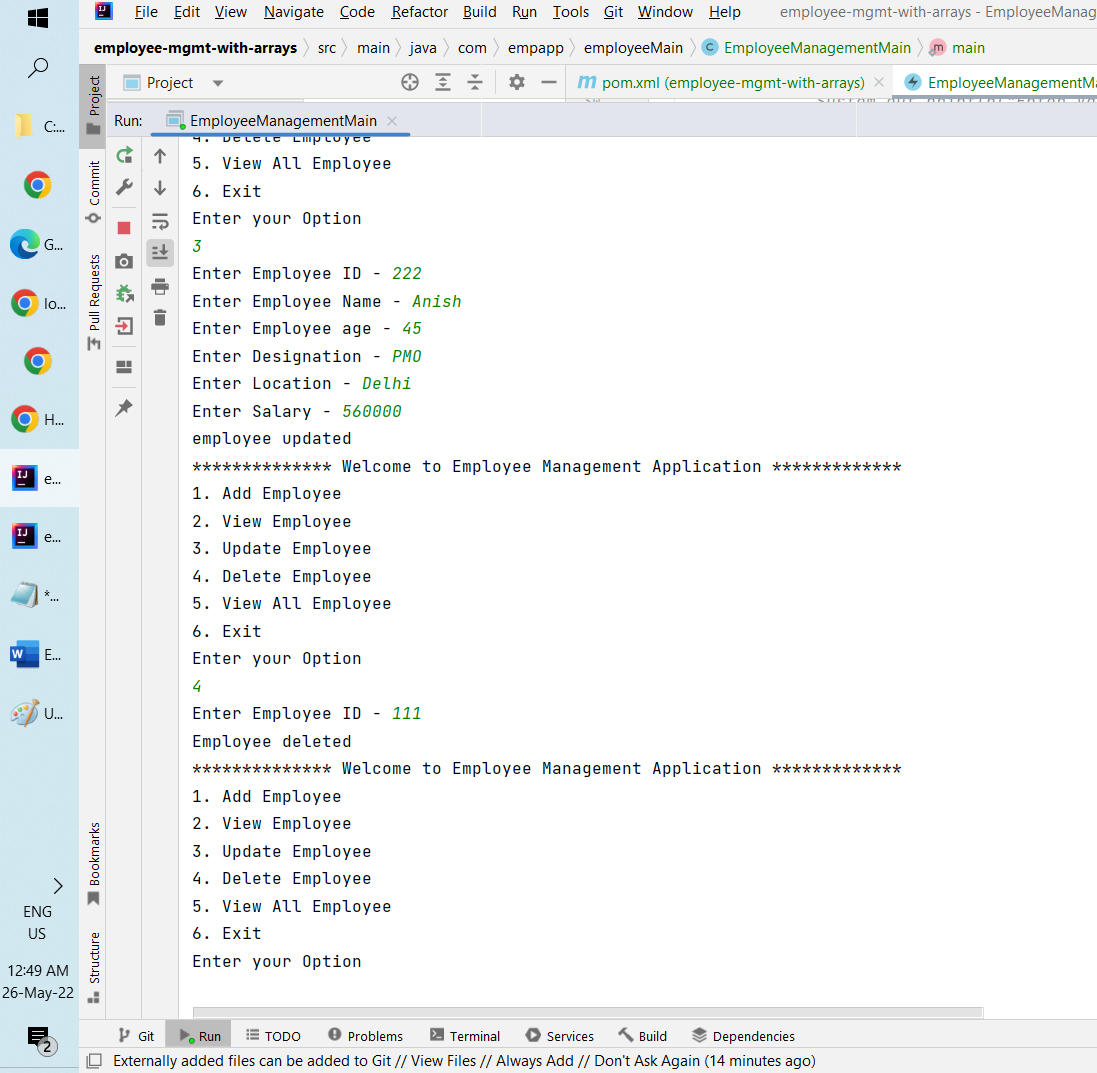 File Edit View Navigate Code Refactor Build Run Tools Git Window Help employee-mgmt-with-arrays - EmployeeManag
employee-mgmt-with-arrays src main java com empapp employeeMain EmployeeManagementMain main
Project pom.xml (employee-mgmt-with-arrays) EmployeeManagementMa
Run: EmployeeManagementMain
4. Delete Employee
5. View All Employee
6. Exit
Enter your Option
3
Enter Employee ID - 222
Enter Employee Name - Anish
Enter Employee age - 45
Enter Designation - PMO
Enter Location - Delhi
Enter Salary - 560000
employee updated
************** Welcome to Employee Management Application *************
1. Add Employee
2. View Employee
3. Update Employee
4. Delete Employee
5. View All Employee
6. Exit
Enter your Option
4
Enter Employee ID - 111
Employee deleted
************** Welcome to Employee Management Application *************
1. Add Employee
2. View Employee
3. Update Employee
4. Delete Employee
5. View All Employee
6. Exit
Enter your Option
Project
Commit
Pull Requests
Bookmarks
Structure
C:...
G...
Io...
H...
e...
e...
*...
E...
U...
ENG
US
12:49 AM
26-May-22
2
Git Run TODO Problems Terminal Services Build Dependencies
Externally added files can be added to Git // View Files // Always Add // Don't Ask Again (14 minutes ago)